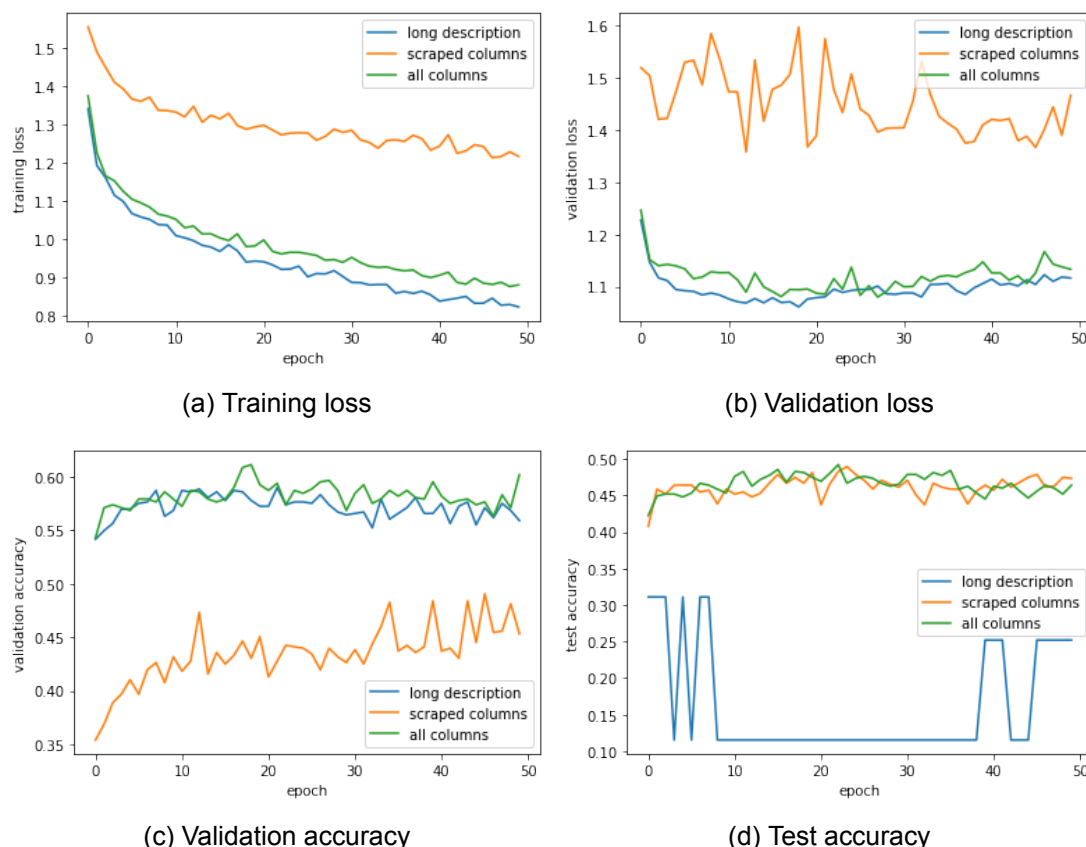 1.5
1.4
1.3
1.2
1.1
1.0
0.9
0.8
training loss
0
10
20
30
40
50
epoch
long description
scraped columns
all columns
(a) Training loss
1.6
1.5
1.4
1.3
1.2
1.1
validation loss
0
10
20
30
40
50
epoch
long description
scraped columns
all columns
(b) Validation loss
0.60
0.55
0.50
0.45
0.40
0.35
validation accuracy
0
10
20
30
40
50
epoch
long description
scraped columns
all columns
(c) Validation accuracy
0.50
0.45
0.40
0.35
0.30
0.25
0.20
0.15
0.10
test accuracy
0
10
20
30
40
50
epoch
long description
scraped columns
all columns
(d) Test accuracy